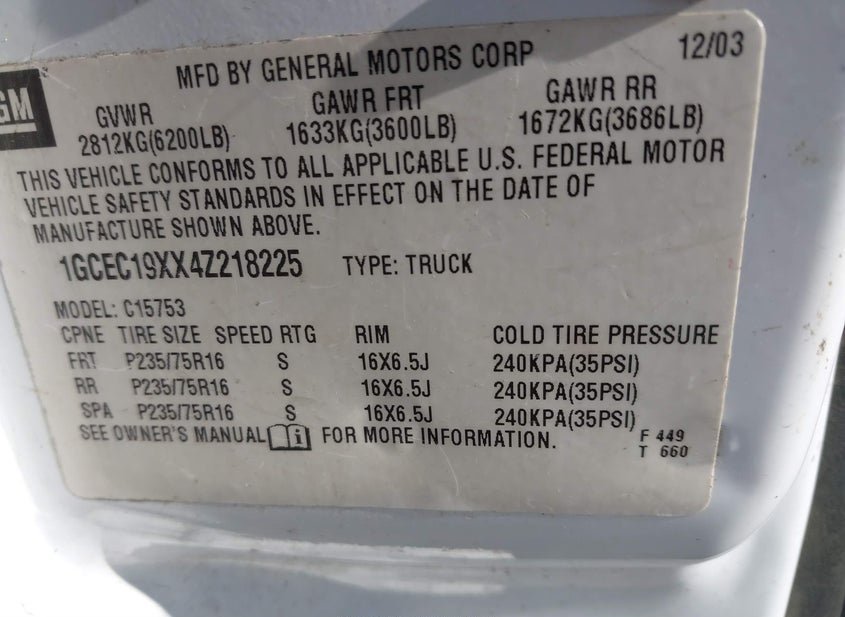 GM
MFD BY GENERAL MOTORS CORP 12/03
GVWR GAWR FRT GAWR RR
2812KG(6200LB) 1633KG(3600LB) 1672KG(3686LB)
THIS VEHICLE CONFORMS TO ALL APPLICABLE U.S. FEDERAL MOTOR
VEHICLE SAFETY STANDARDS IN EFFECT ON THE DATE OF
MANUFACTURE SHOWN ABOVE.
1GCEC19XX4Z218225 TYPE: TRUCK
MODEL: C15753
CPNE TIRE SIZE SPEED RTG RIM COLD TIRE PRESSURE
FRT P235/75R16 S 16X6.5J 240KPA(35PSI)
RR P235/75R16 S 16X6.5J 240KPA(35PSI)
SPA P235/75R16 S 16X6.5J 240KPA(35PSI)
SEE OWNER'S MANUAL FOR MORE INFORMATION.
F 449
T 660